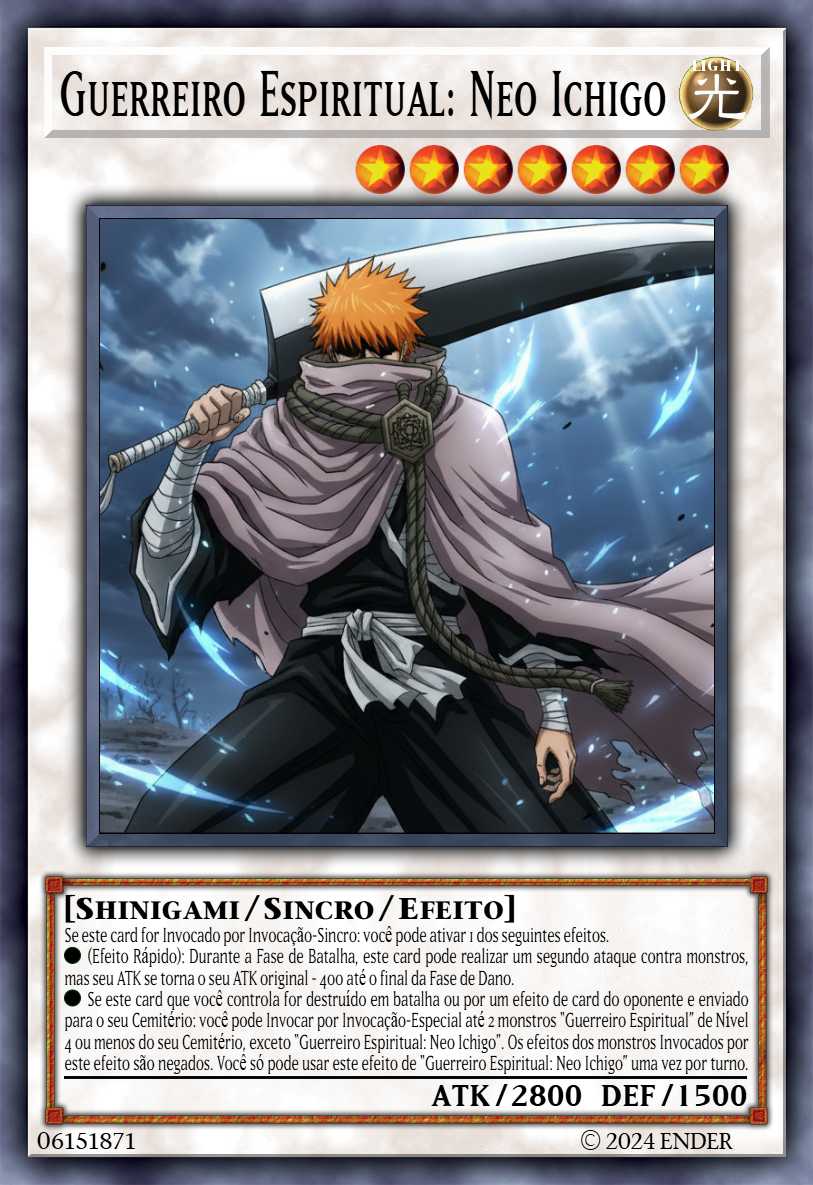 Guerreiro Espiritual: Neo Ichigo
LIGHT
光
[Shinigami/Sincro/Efeito]
Se este card for Invocado por Invocação-Sincro: você pode ativar 1 dos seguintes efeitos.
● (Efeito Rápido): Durante a Fase de Batalha, este card pode realizar um segundo ataque contra monstros,
mas seu ATK se torna o seu ATK original - 400 até o final da Fase de Dano.
● Se este card que você controla for destruído em batalha ou por um efeito de card do oponente e enviado
para o seu Cemitério: você pode Invocar por Invocação-Especial até 2 monstros "Guerreiro Espiritual" de Nível
4 ou menos do seu Cemitério, exceto "Guerreiro Espiritual: Neo Ichigo". Os efeitos dos monstros Invocados por
este efeito são negados. Você só pode usar este efeito de "Guerreiro Espiritual: Neo Ichigo" uma vez por turno.
ATK/2800 DEF/1500
06151871 © 2024 ENDER